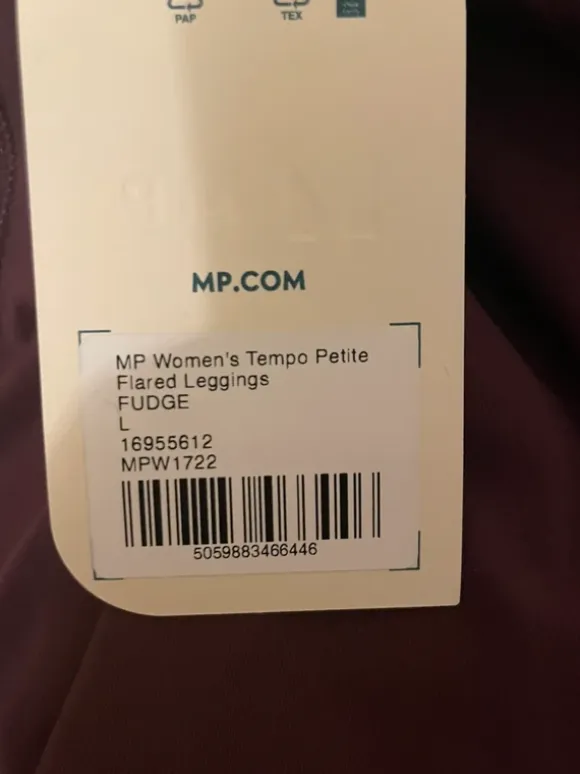 PAP TEX
MP.COM
MP Women's Tempo Petite
Flared Leggings
FUDGE
L
16955612
MPW1722
5059883466446